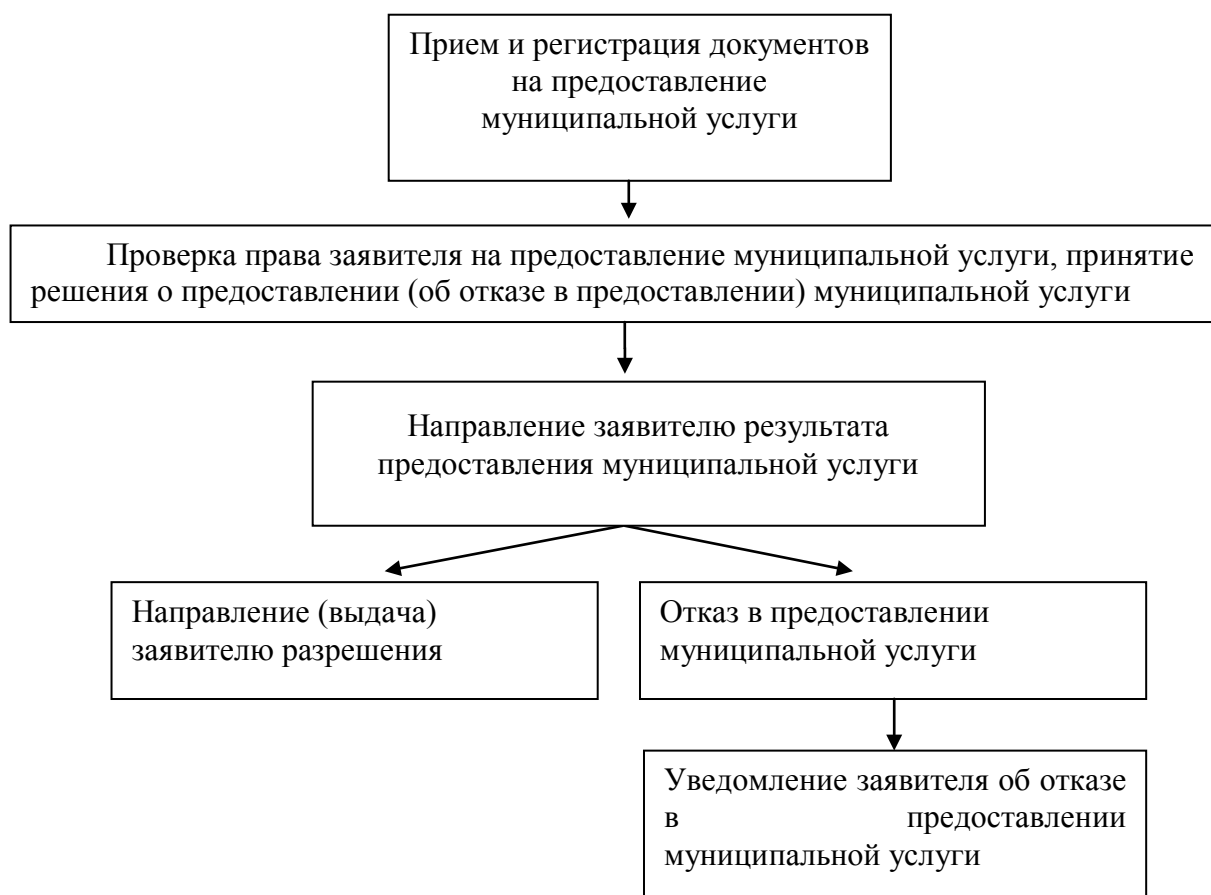 Прием и регистрация документов
на предоставление
муниципальной услуги
Проверка права заявителя на предоставление муниципальной услуги, принятие
решения о предоставлении (об отказе в предоставлении) муниципальной услуги
Направление заявителю результата
предоставления муниципальной услуги
Направление (выдача)
заявителю разрешения
Отказ в предоставлении
муниципальной услуги
Уведомление заявителя об отказе
в предоставлении
муниципальной услуги